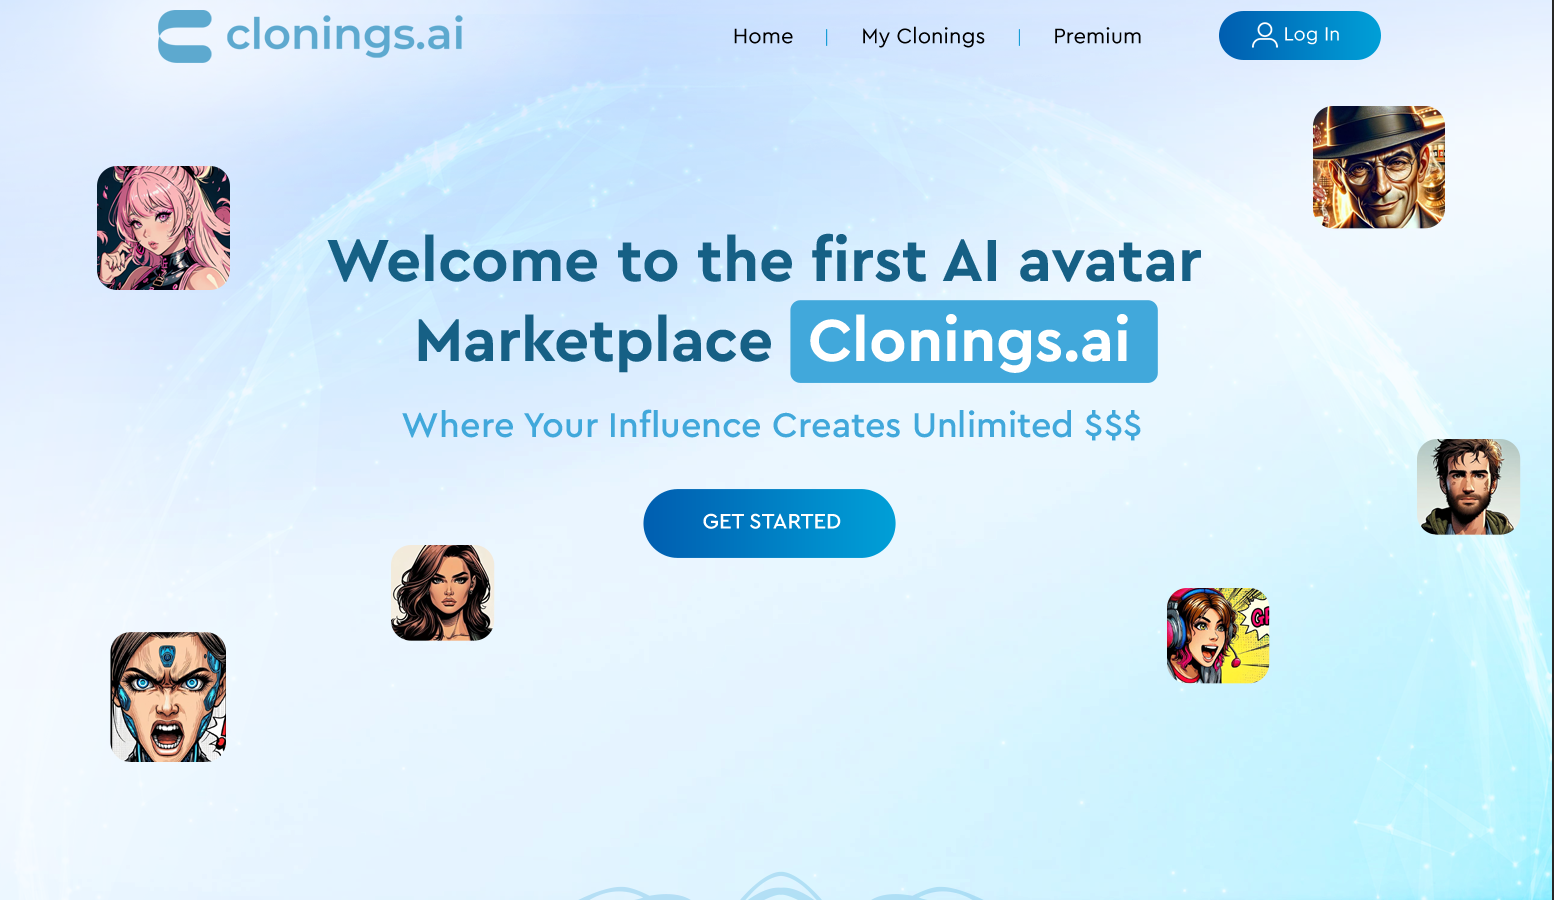 clonings.ai
Home
My Clonings
Premium
Log In
Welcome to the first AI avatar
Marketplace Clonings.ai
Where Your Influence Creates Unlimited $$$
GET STARTED